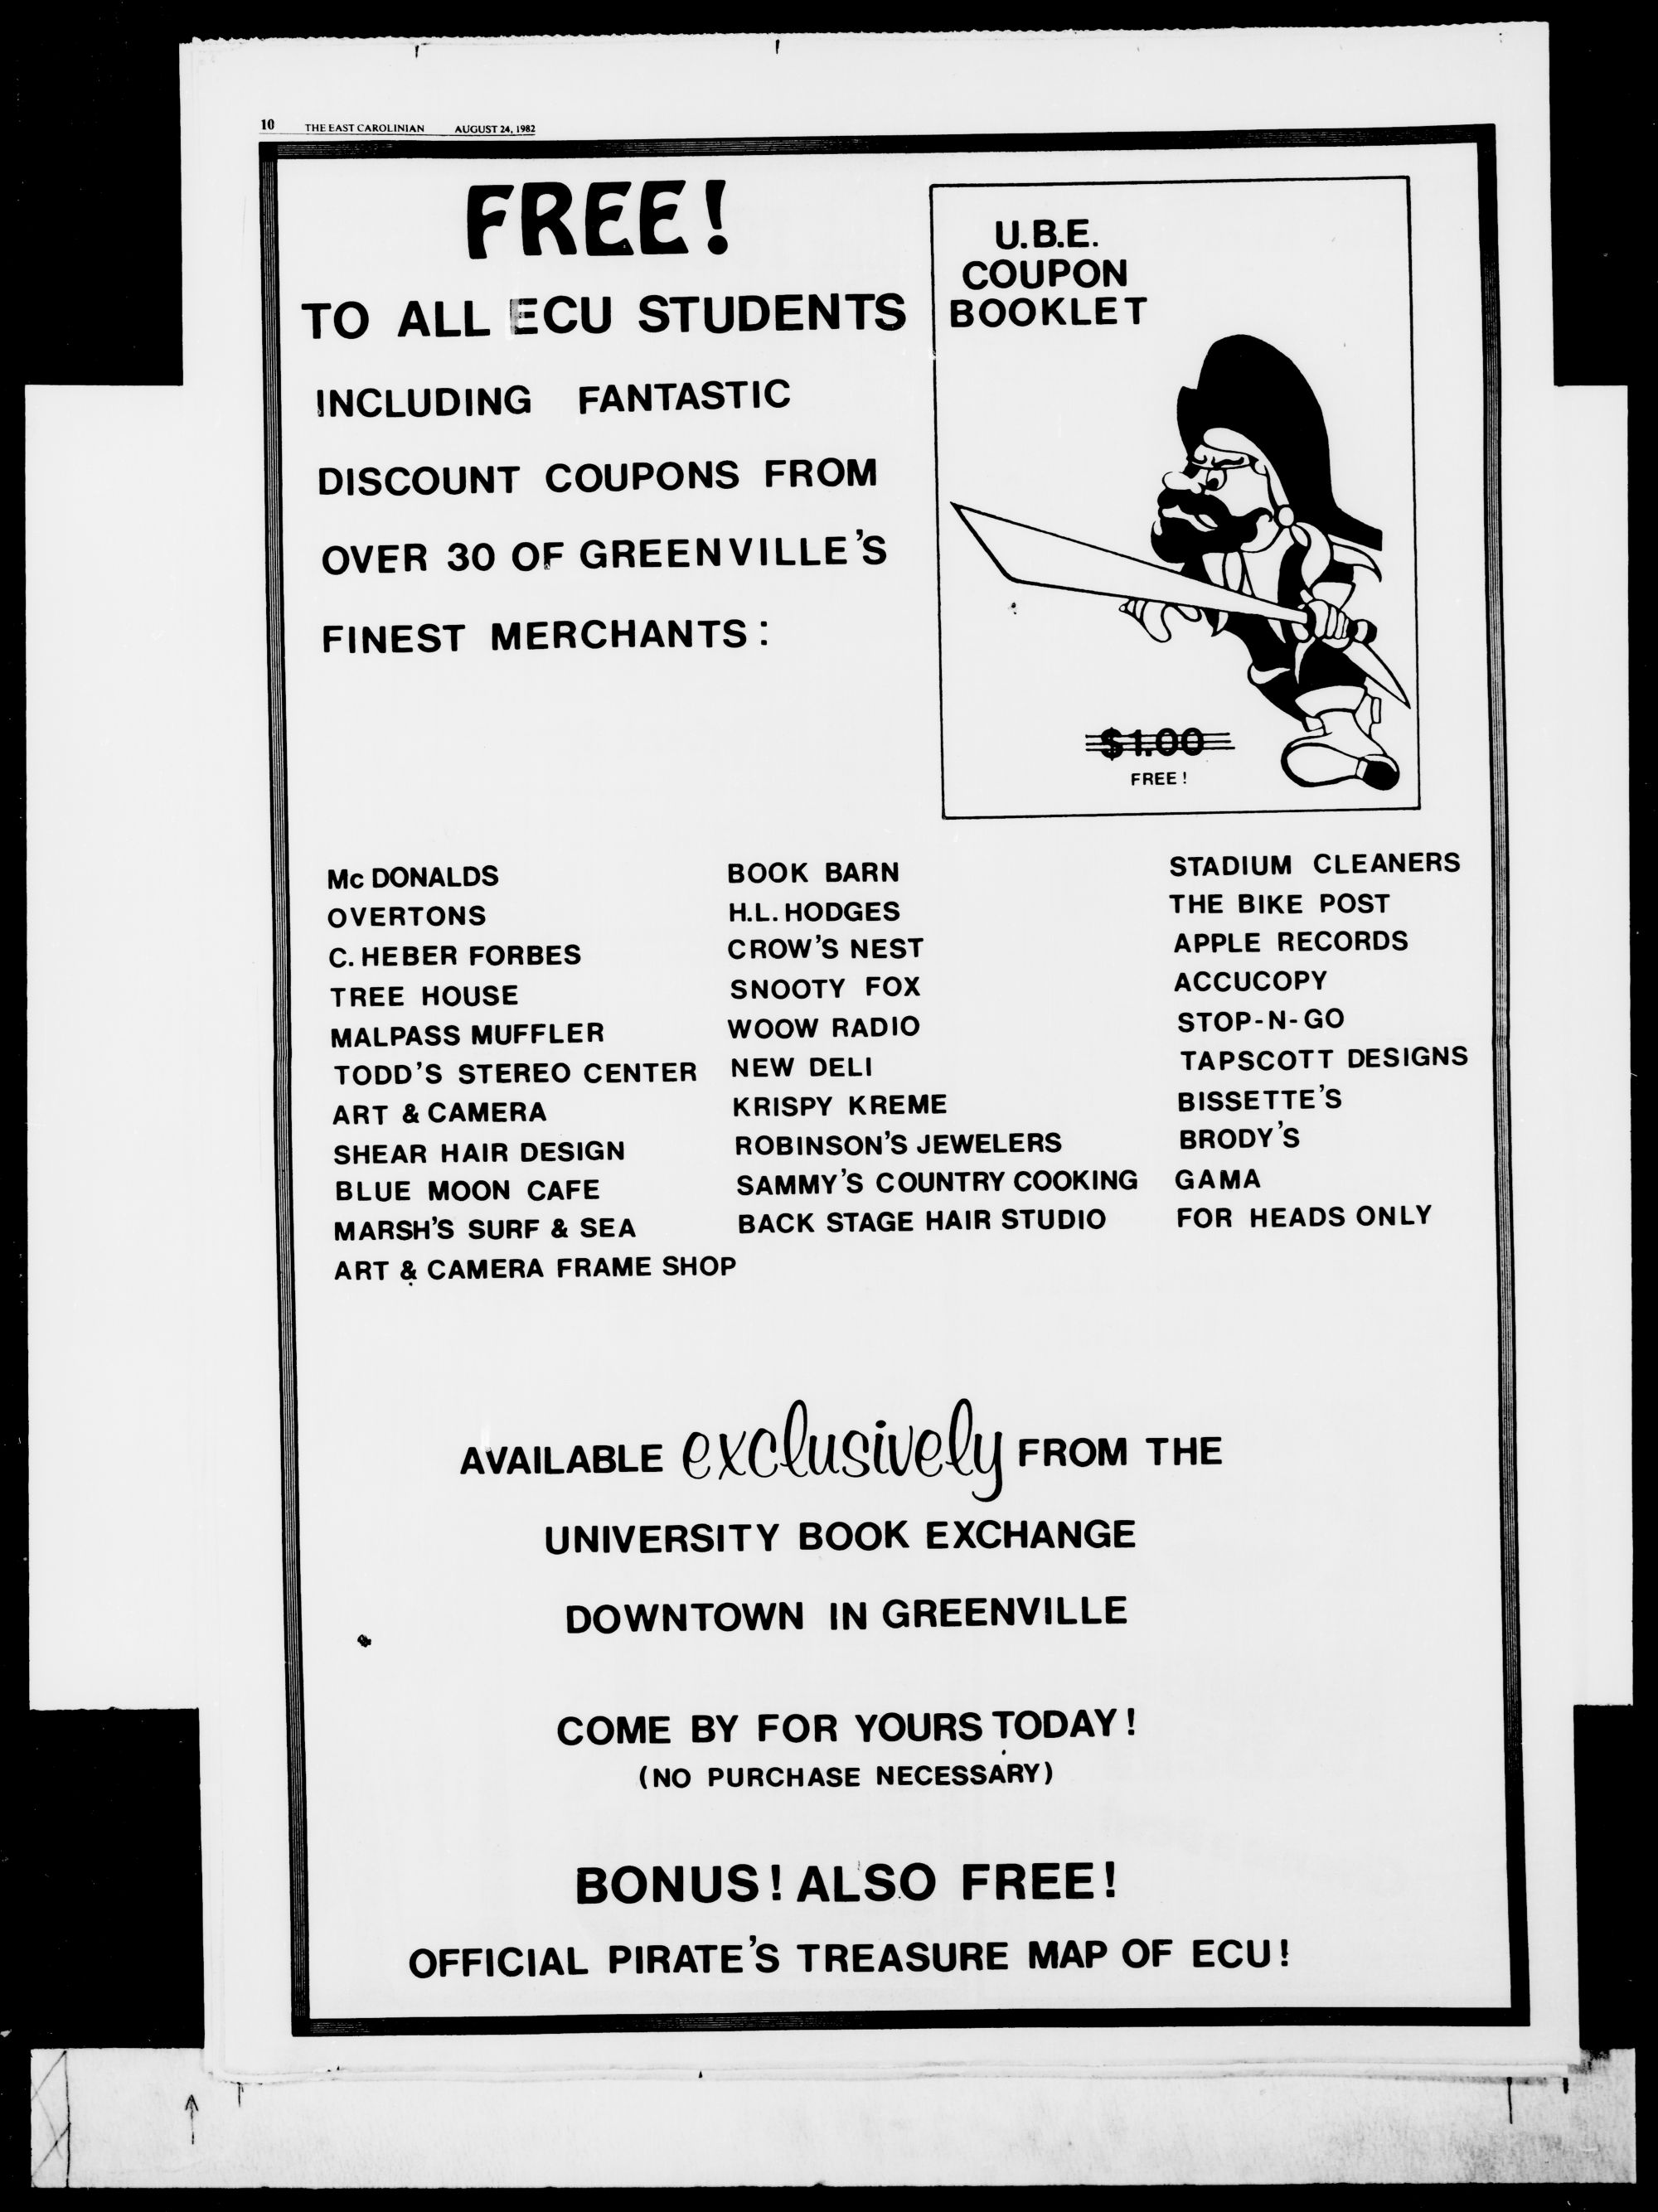 10 THE EAST CAROLINIAN AUGUST 24, 1982
FREE!
TO ALL ECU STUDENTS
INCLUDING FANTASTIC
DISCOUNT COUPONS FROM
OVER 30 OF GREENVILLE'S
FINEST MERCHANTS:
U.B.E.
COUPON
BOOKLET
$1.00
FREE!
Mc DONALDS
OVERTONS
C. HEBER FORBES
TREE HOUSE
MALPASS MUFFLER
TODD'S STEREO CENTER
ART & CAMERA
SHEAR HAIR DESIGN
BLUE MOON CAFE
MARSH'S SURF & SEA
ART & CAMERA FRAME SHOP
BOOK BARN
H.L. HODGES
CROW'S NEST
SNOOTY FOX
WOOW RADIO
NEW DELI
KRISPY KREME
ROBINSON'S JEWELERS
SAMMY'S COUNTRY COOKING
BACK STAGE HAIR STUDIO
STADIUM CLEANERS
THE BIKE POST
APPLE RECORDS
ACCUCOPY
STOP-N-GO
TAPSCOTT DESIGNS
BISSETTE'S
BRODY'S
GAMA
FOR HEADS ONLY
AVAILABLE exclusively FROM THE
UNIVERSITY BOOK EXCHANGE
DOWNTOWN IN GREENVILLE
COME BY FOR YOURS TODAY!
(NO PURCHASE NECESSARY)
BONUS! ALSO FREE!
OFFICIAL PIRATE'S TREASURE MAP OF ECU!